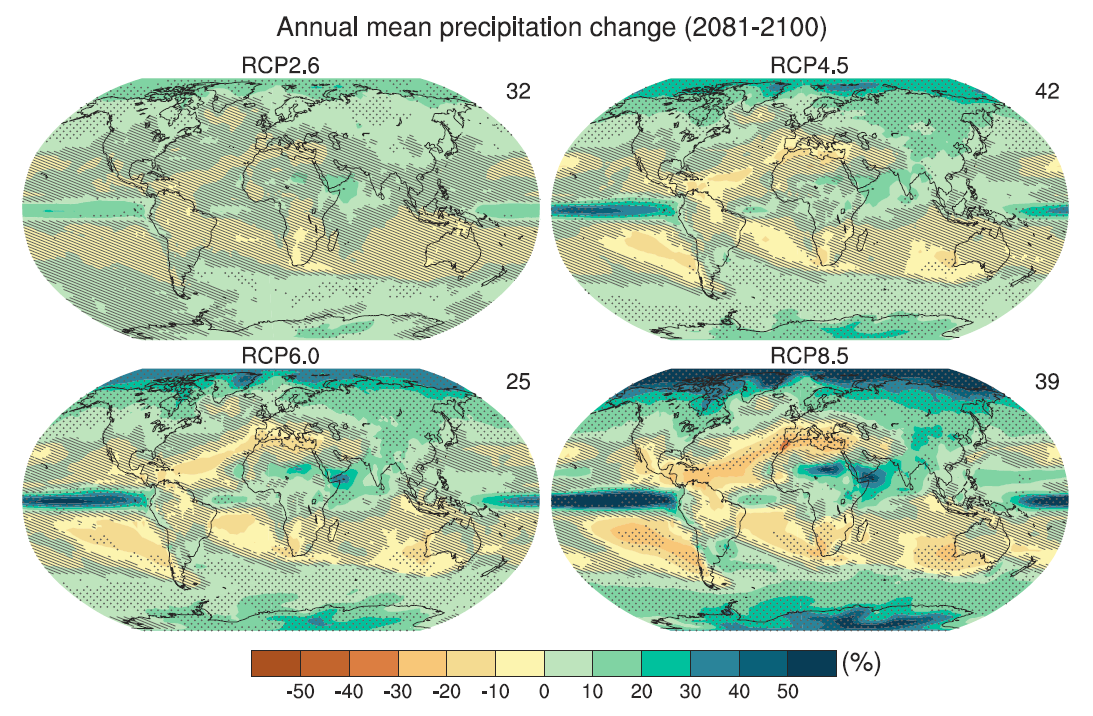 Annual mean precipitation change (2081-2100)
RCP2.6
32
RCP4.5
42
RCP6.0
25
RCP8.5
39
(%)
-50 -40 -30 -20 -10 0 10 20 30 40 50